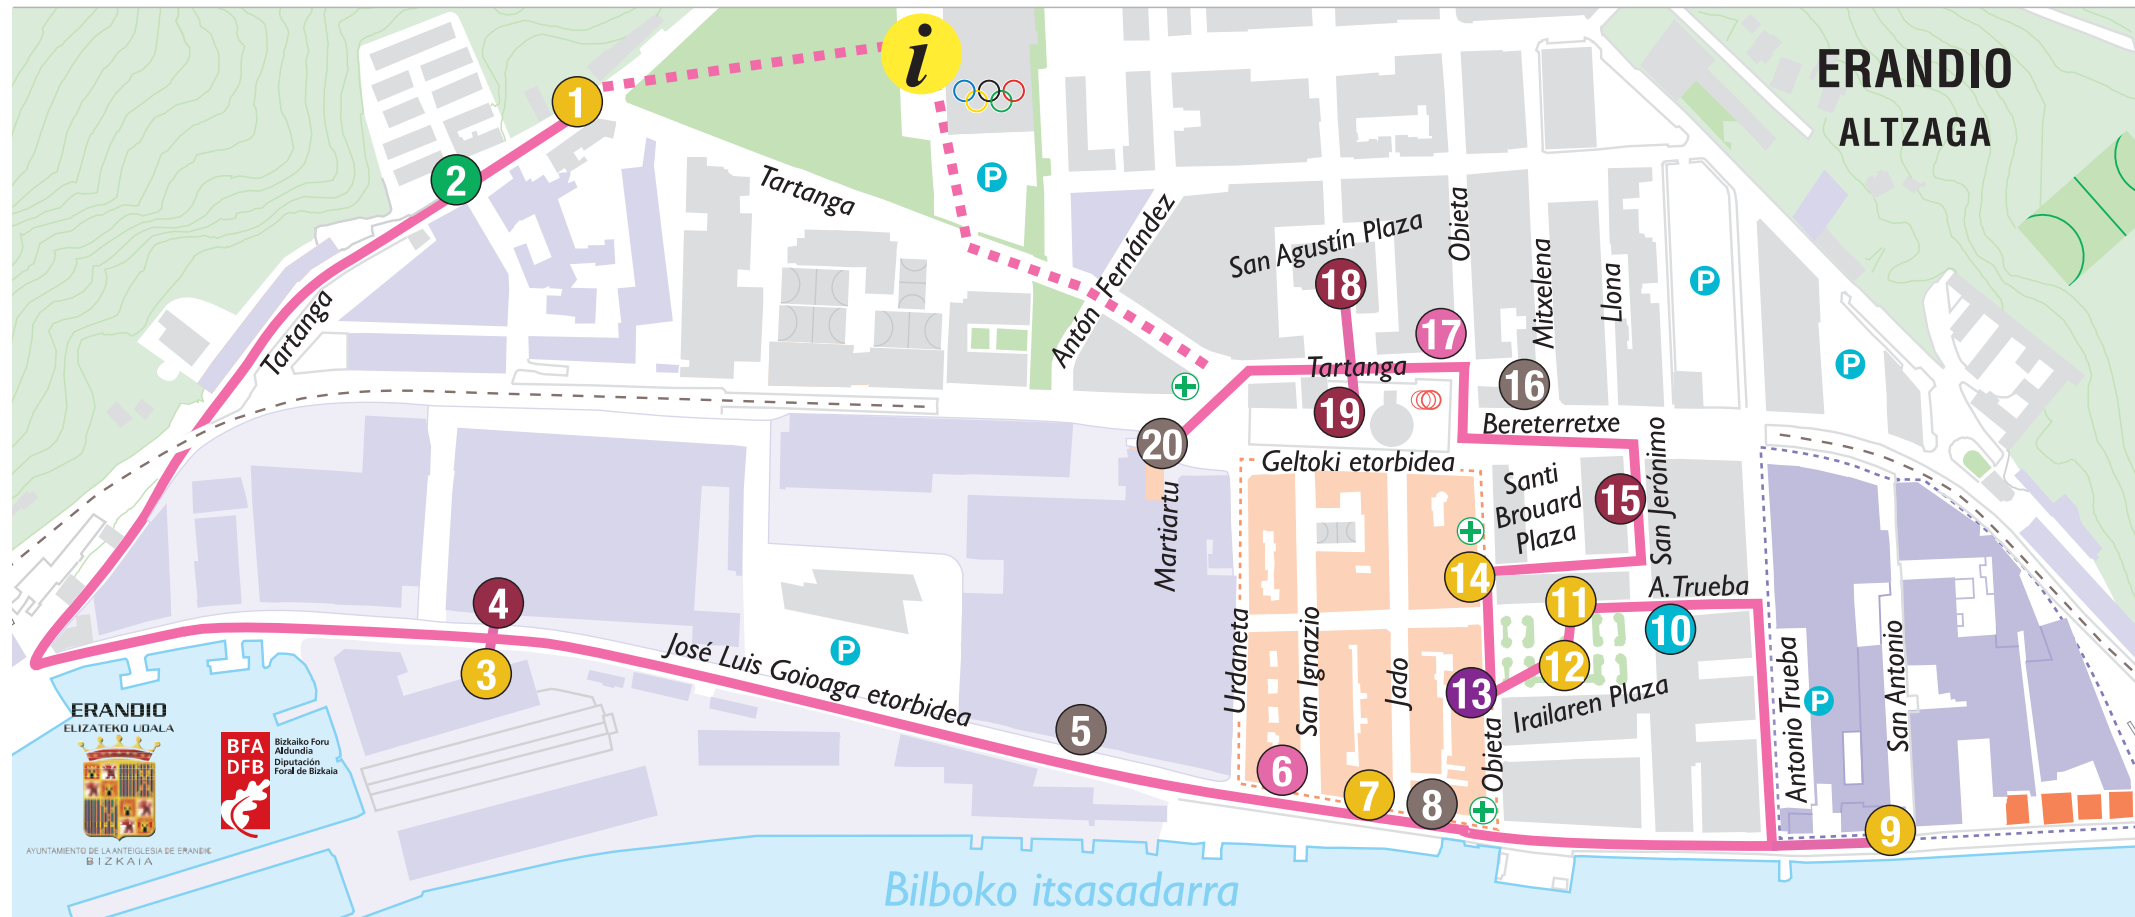 ERANDIO
ALTZAGA
i
1
2
P
Tartanga
Antón Fernández
San Agustín Plaza
Obieta
Mitxelena
Llona
P
18
17
Tartanga
P
Tartanga
16
19
Bereterretxe
20
Geltoki etorbidea
Martiartu
Santi
Brouard
Plaza
15
San Jerónimo
14
11
A. Trueba
10
12
4
3
José Luis Goioaga etorbidea
P
5
Urdaneta
San Ignazio
Jado
13
Obieta
Irailaren Plaza
Antonio Trueba
P
San Antonio
6
7
8
9
ERANDIO
ELIZATEKO UDALA
AYUNTAMIENTO DE LA ANTEIGLESIA DE ERANDIO
BIZKAIA
BFA
DFB
Bizkaiko Foru
Aldundia
Diputación
Foral de Bizkaia
Bilboko itsasadarra